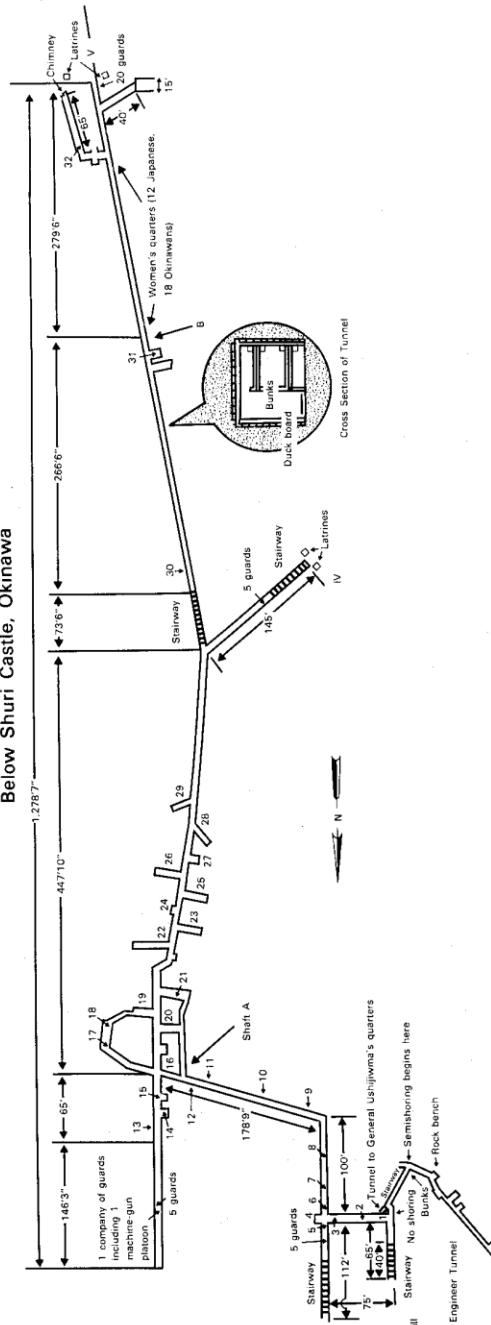 Below Shuri Castle, Okinawa
1,278'7"
146'3"
65'
447'10"
73'6"
266'6"
279'6"
Chimney
Latrines
V
20 guards
15'
40'
65'
32
Women's quarters (12 Japanese,
18 Okinawans)
B
31
Bunks
Duck board
Cross Section of Tunnel
30
Stairway
5 guards
Stairway
Latrines
IV
145'
29
28
27
26
25
24
23
22
21
20
19
18
17
16
15
14
13
12
11
10
9
8
7
6
5
4
3
2
1
Shaft A
178'9"
N
1 company of guards
including 1
machine-gun
platoon
5 guards
5 guards
Stairway
112'
100'
75'
65'
40'
Tunnel to General Ushijiwma's quarters
Stairway
Semishoring begins here
No shoring
Bunks
Rock bench
Stairway
Engineer Tunnel